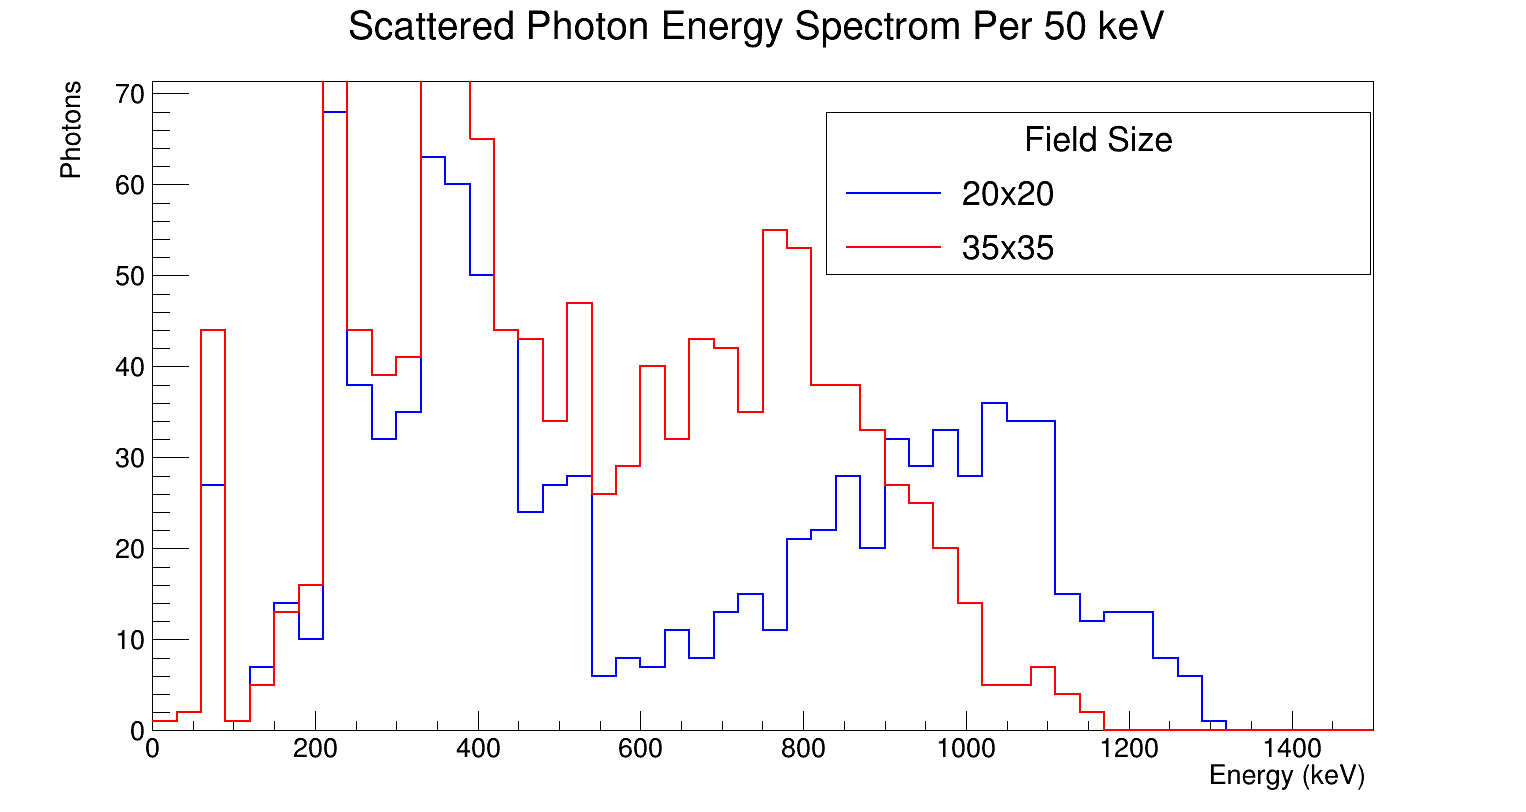 Scattered Photon Energy Spectrom Per 50 keV
Photons
70
60
50
40
30
20
10
0
Field Size
20x20
35x35
0 200 400 600 800 1000 1200 1400
Energy (keV)